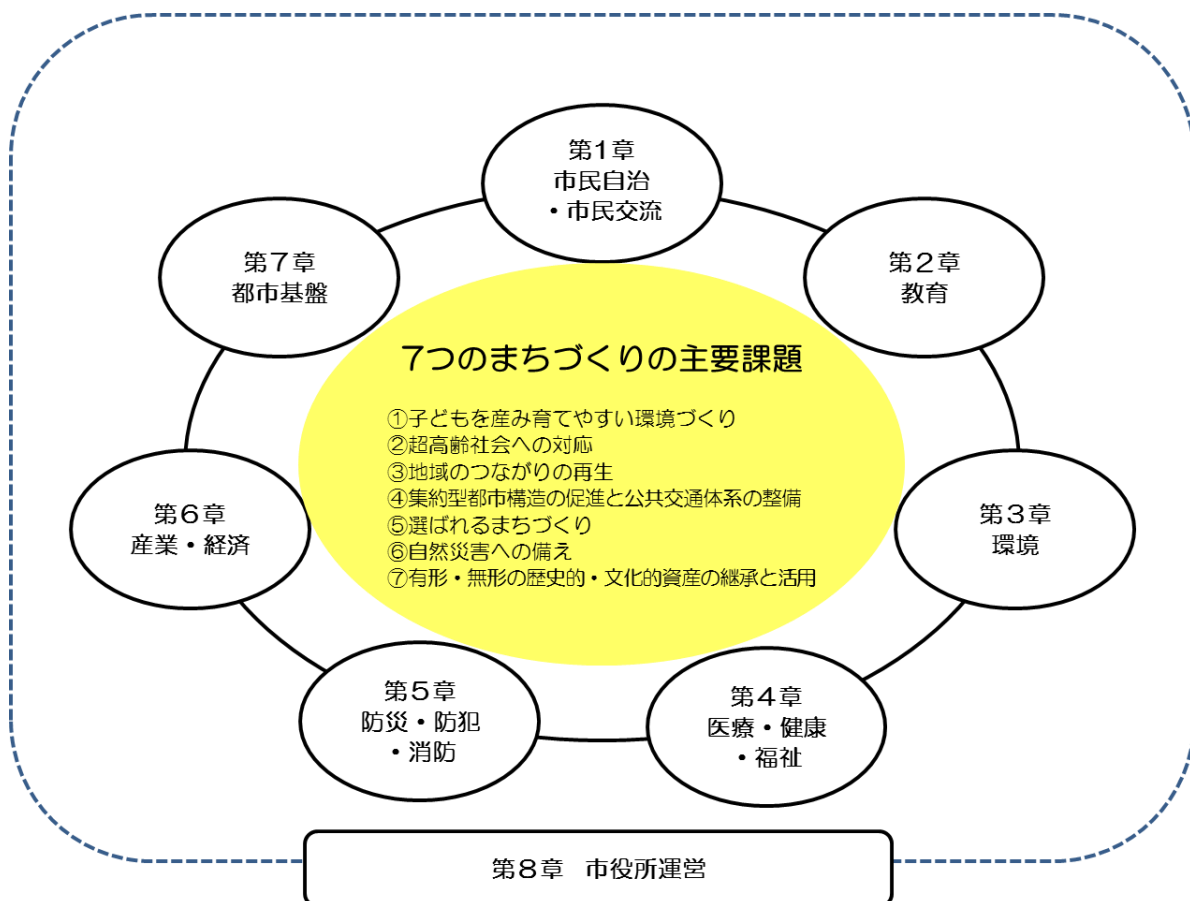 第1章
市民自治
・市民交流
第2章
教育
第3章
環境
第4章
医療・健康
・福祉
第5章
防災・防犯
・消防
第6章
産業・経済
第7章
都市基盤
7つのまちづくりの主要課題
①子どもを産み育てやすい環境づくり
②超高齢社会への対応
③地域のつながりの再生
④集約型都市構造の促進と公共交通体系の整備
⑤選ばれるまちづくり
⑥自然災害への備え
⑦有形・無形の歴史的・文化的資産の継承と活用
第8章 市役所運営